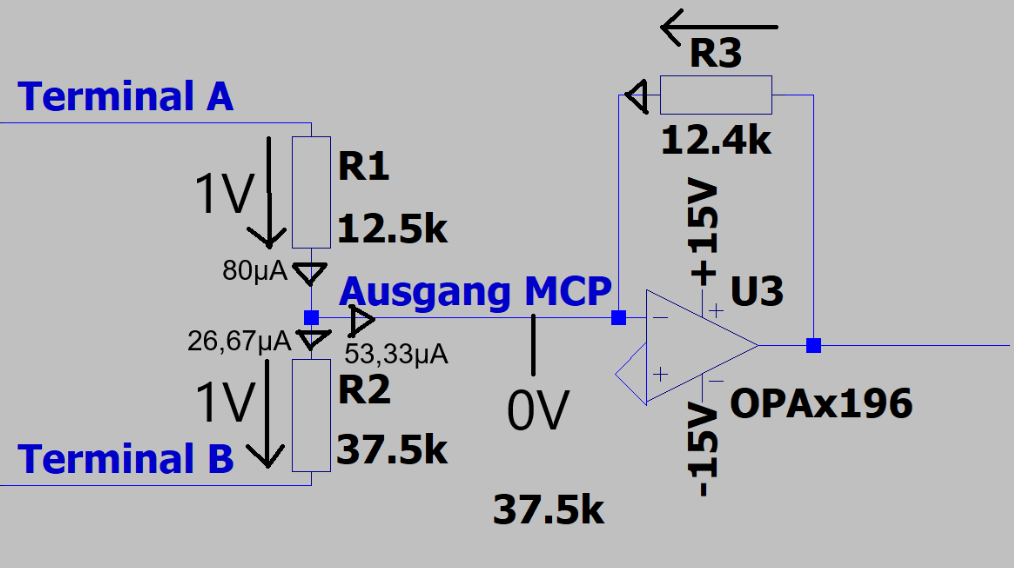 R3
Terminal A
12.4k
R1
1V
12.5k
+15V
80µA
Ausgang MCP
U3
−
+
26,67µA
53,33µA
1V
R2
0V
+
−
OPAx196
Terminal B
37.5k
-15V
37.5k